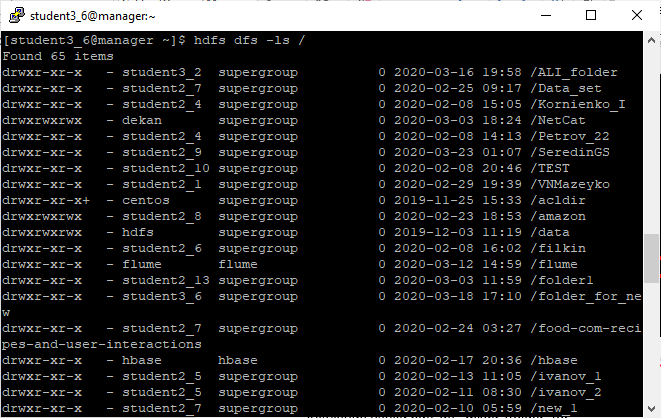 student3_6@manager:~
[student3_6@manager ~]$ hdfs dfs -ls /
Found 65 items
drwxr-xr-x   - student3_2  supergroup          0 2020-03-16 19:58 /ALI_folder
drwxr-xr-x   - student2_7  supergroup          0 2020-02-25 09:17 /Data_set
drwxr-xr-x   - student2_4  supergroup          0 2020-02-08 15:05 /Kornienko_I
drwxrwxrwx   - dekan       supergroup          0 2020-03-03 18:24 /NetCat
drwxr-xr-x   - student2_4  supergroup          0 2020-02-08 14:13 /Petrov_22
drwxr-xr-x   - student2_9  supergroup          0 2020-03-23 01:07 /SeredinGS
drwxr-xr-x   - student2_10 supergroup          0 2020-02-08 20:46 /TEST
drwxr-xr-x   - student2_1  supergroup          0 2020-02-29 19:39 /VNMazeyko
drwxr-xr-x+  - centos      supergroup          0 2019-11-25 15:33 /acldir
drwxrwxrwx   - student2_8  supergroup          0 2020-02-23 18:53 /amazon
drwxrwxrwx   - hdfs        supergroup          0 2019-12-03 11:19 /data
drwxr-xr-x   - student2_6  supergroup          0 2020-02-08 16:02 /filkin
drwxr-xr-x   - flume       flume               0 2020-03-12 14:59 /flume
drwxr-xr-x   - student2_13 supergroup          0 2020-03-03 11:59 /folder1
drwxr-xr-x   - student3_6  supergroup          0 2020-03-18 17:10 /folder_for_ne
w
drwxr-xr-x   - student2_7  supergroup          0 2020-02-24 03:27 /food-com-reci
pes-and-user-interactions
drwxr-xr-x   - hbase       hbase               0 2020-02-17 20:36 /hbase
drwxr-xr-x   - student2_5  supergroup          0 2020-02-13 11:05 /ivanov_1
drwxr-xr-x   - student2_5  supergroup          0 2020-02-11 08:30 /ivanov_2
drwxr-xr-x   - student2_7  supergroup          0 2020-02-10 05:59 /new_1